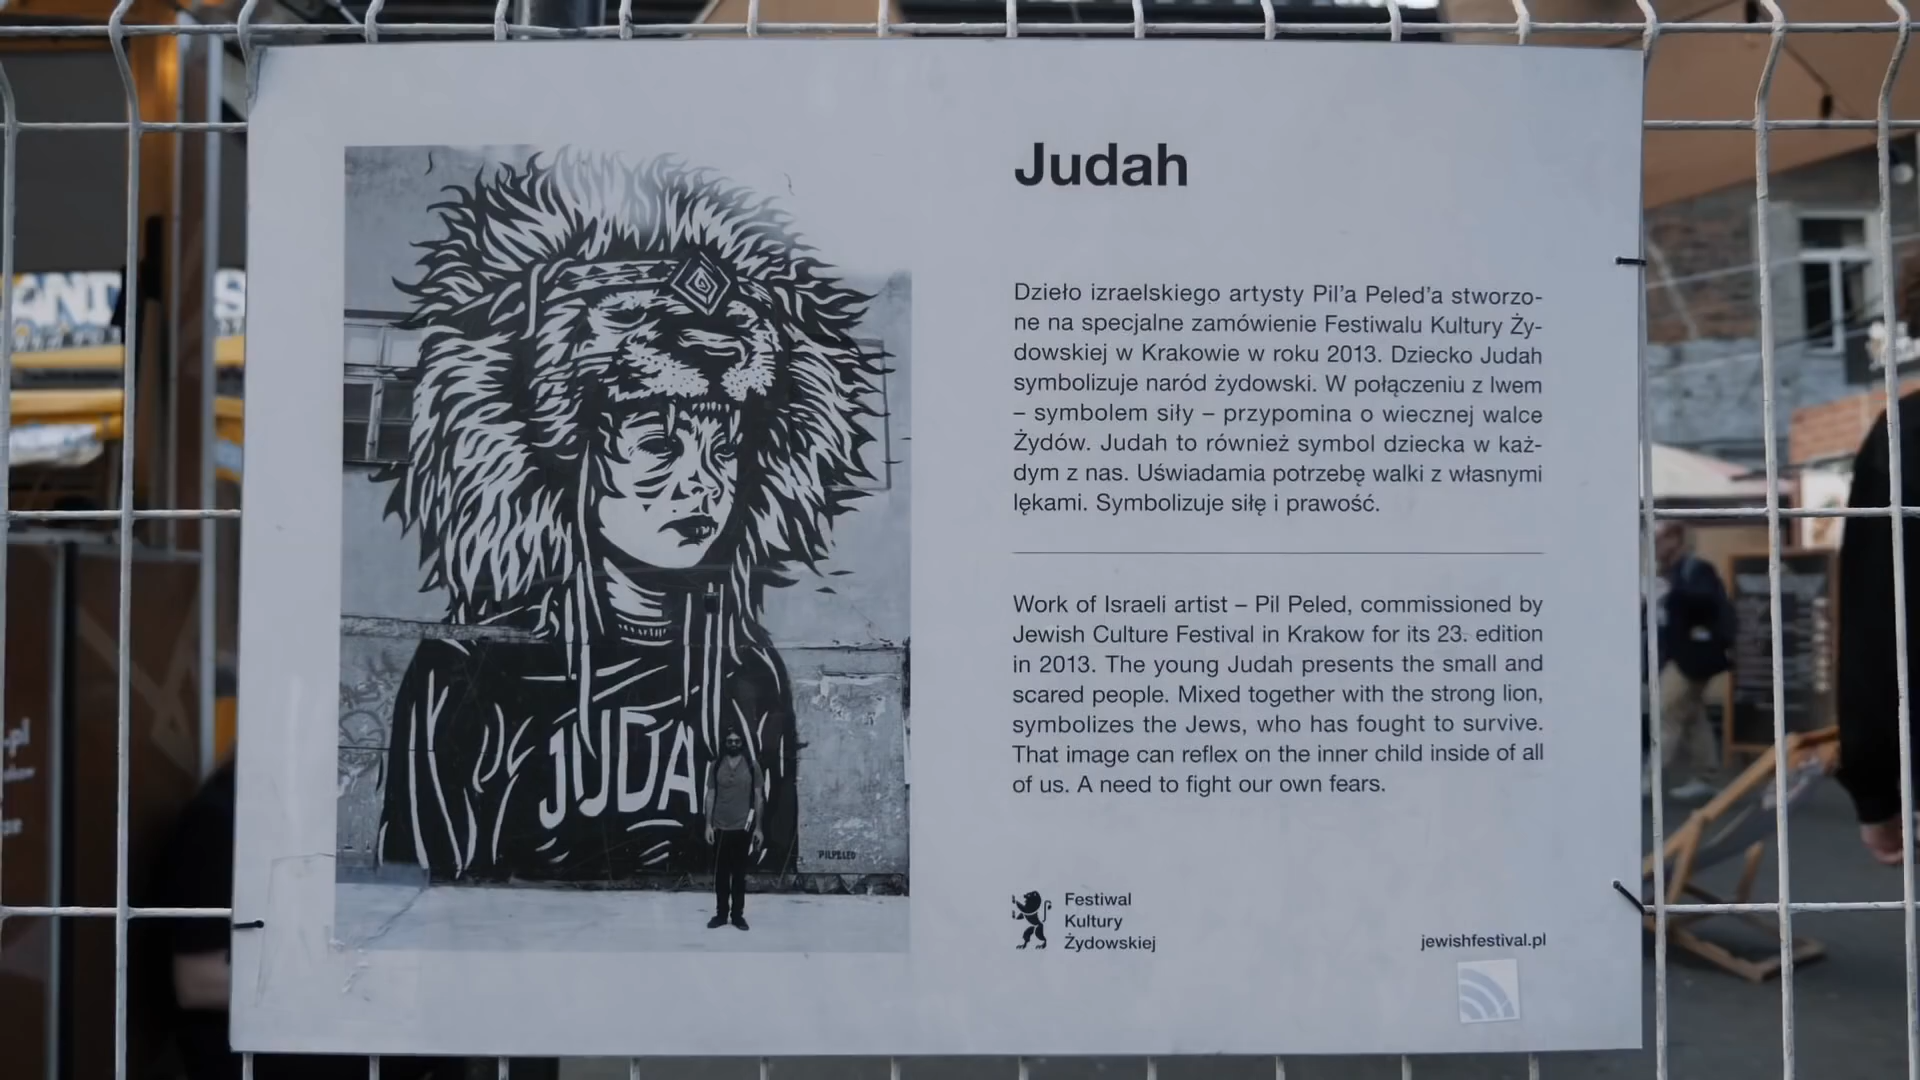 Judah
Dzieło izraelskiego artysty Pil'a Peled'a stworzo-
ne na specjalne zamówienie Festiwalu Kultury Ży-
dowskiej w Krakowie w roku 2013. Dziecko Judah
symbolizuje naród żydowski. W połączeniu z lwem
– symbolem siły – przypomina o wiecznej walce
Żydów. Judah to również symbol dziecka w każ-
dym z nas. Uświadamia potrzebę walki z własnymi
lękami. Symbolizuje siłę i prawość.
Work of Israeli artist – Pil Peled, commissioned by
Jewish Culture Festival in Krakow for its 23. edition
in 2013. The young Judah presents the small and
scared people. Mixed together with the strong lion,
symbolizes the Jews, who has fought to survive.
That image can reflex on the inner child inside of all
of us. A need to fight our own fears.
JUDA
PILPELED
Festiwal
Kultury
Żydowskiej
jewishfestival.pl